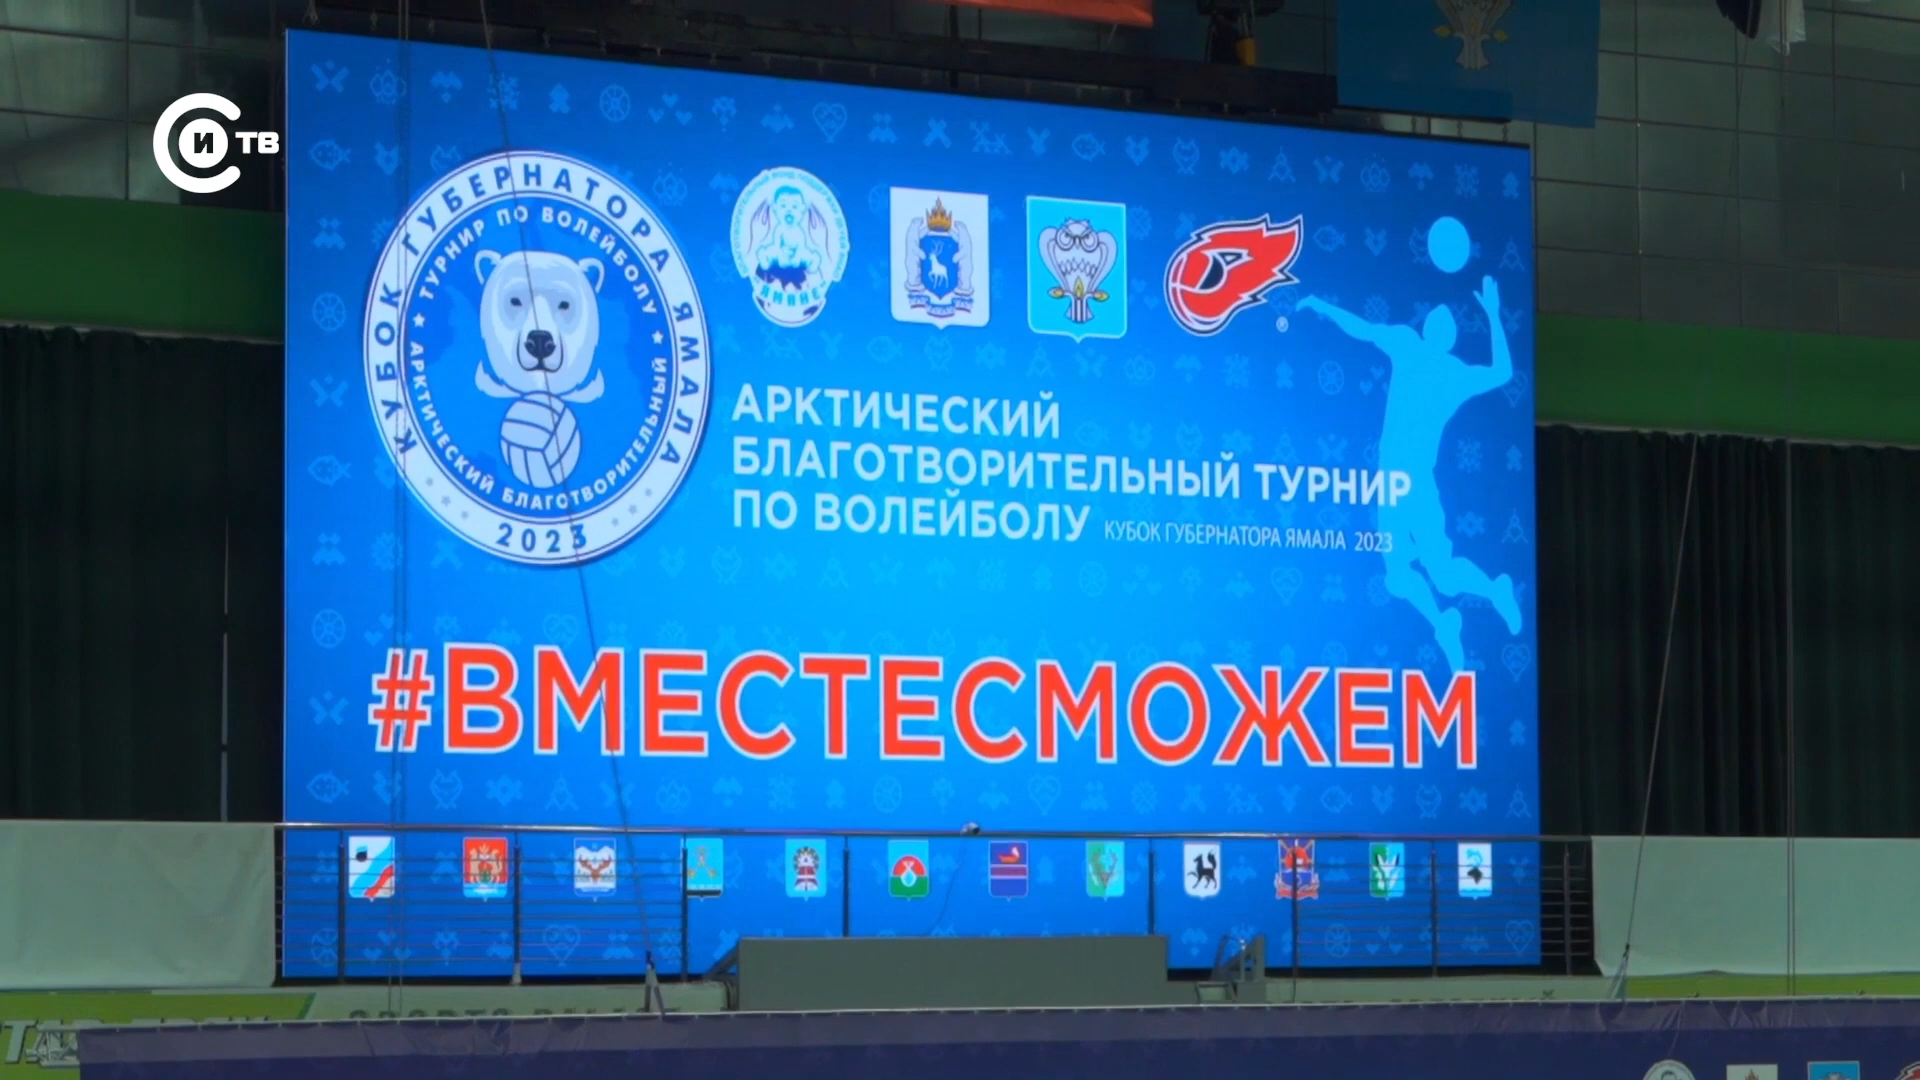 С И ТВ
КУБОК ГУБЕРНАТОРА ЯМАЛА
ТУРНИР ПО ВОЛЕЙБОЛУ
АРКТИЧЕСКИЙ БЛАГОТВОРИТЕЛЬНЫЙ
2023
ЯМИНЕ
АРКТИЧЕСКИЙ
БЛАГОТВОРИТЕЛЬНЫЙ ТУРНИР
ПО ВОЛЕЙБОЛУ КУБОК ГУБЕРНАТОРА ЯМАЛА 2023
#ВМЕСТЕСМОЖЕМ